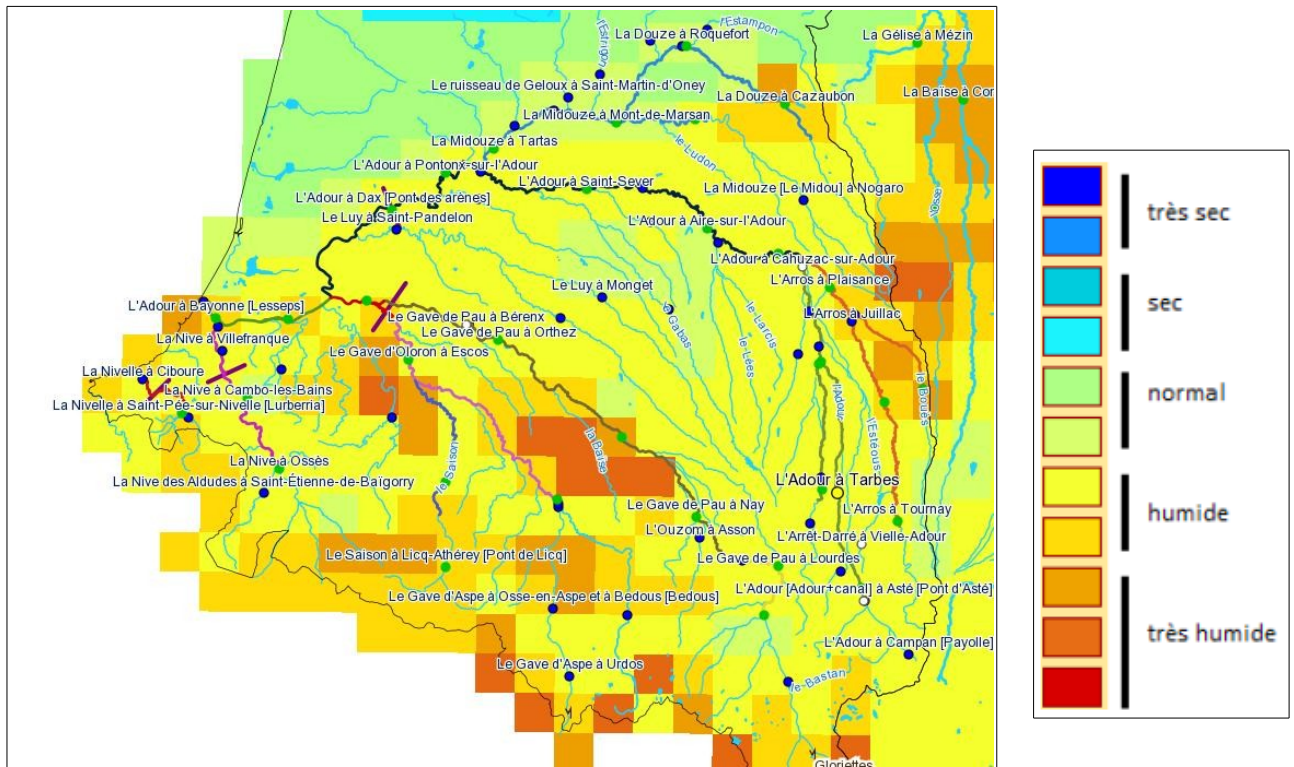 l'Estampon
l'Estrigon
La Douze à Roquefort
La Gélise à Mézin
Le ruisseau de Geloux à Saint-Martin-d'Oney
La Douze à Cazaubon
La Baïse à Con
La Midouze à Mont-de-Marsan
La Midouze à Tartas
le-Ludon
L'Adour à Pontonx-sur-l'Adour
L'Adour à Saint-Sever
La Midouze [Le Midou] à Nogaro
L'Adour à Dax [Pont des arènes]
Le Luy à Saint-Pandelon
L'Adour à Aire-sur-l'Adour
L'Adour à Cahuzac-sur-Adour
L'Arros à Plaisance
Le Luy à Monget
L'Adour à Bayonne [Lesseps]
Le Gave de Pau à Bérenx
L'Arros à Juillac
Le Gave de Pau à Orthez
le-Gabas
le-Larcis
La Nive à Villefranque
Le Gave d'Oloron à Escos
le-Lées
La Nivelle à Ciboure
La Nive à Cambo-les-Bains
l'Adour
le-Bouès
La Nivelle à Saint-Pée-sur-Nivelle [Lurberria]
l'Estéous
La Nive à Ossès
le-Saison
la-Baïse
L'Adour à Tarbes
La Nive des Aldudes à Saint-Étienne-de-Baïgorry
Le Gave de Pau à Nay
L'Arros à Tournay
L'Ouzom à Asson
L'Arrêt-Darré à Vielle-Adour
Le Saison à Licq-Athérey [Pont de Licq]
Le Gave de Pau à Lourdes
L'Adour [Adour+canal] à Asté [Pont d'Asté]
Le Gave d'Aspe à Osse-en-Aspe et à Bedous [Bedous]
L'Adour à Campan [Payolle]
Le Gave d'Aspe à Urdos
le-Bastan
Gloriettes
très sec
sec
normal
humide
très humide